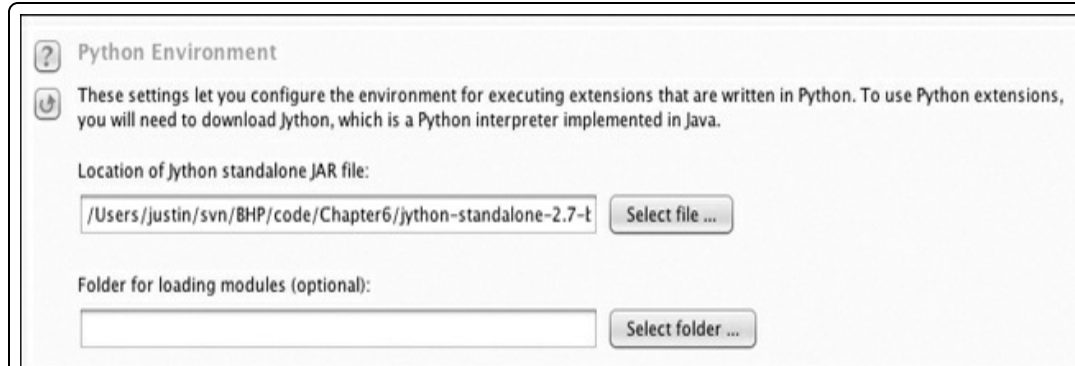 ?
Python Environment
These settings let you configure the environment for executing extensions that are written in Python. To use Python extensions,
you will need to download Jython, which is a Python interpreter implemented in Java.
Location of Jython standalone JAR file:
/Users/justin/svn/BHP/code/Chapter6/jython-standalone-2.7-b
Select file ...
Folder for loading modules (optional):
Select folder ...